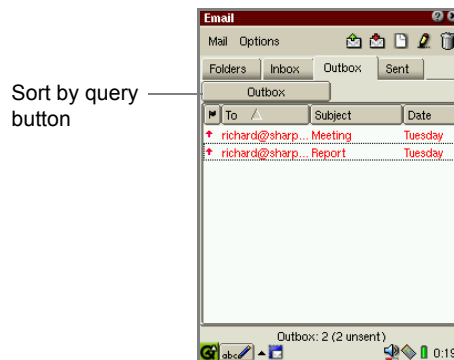 Email
Mail Options
Folders Inbox Outbox Sent
Sort by query button
Outbox
To Subject Date
richard@sharp... Meeting Tuesday
richard@sharp... Report Tuesday
Outbox: 2 (2 unsent)
abc 0:19